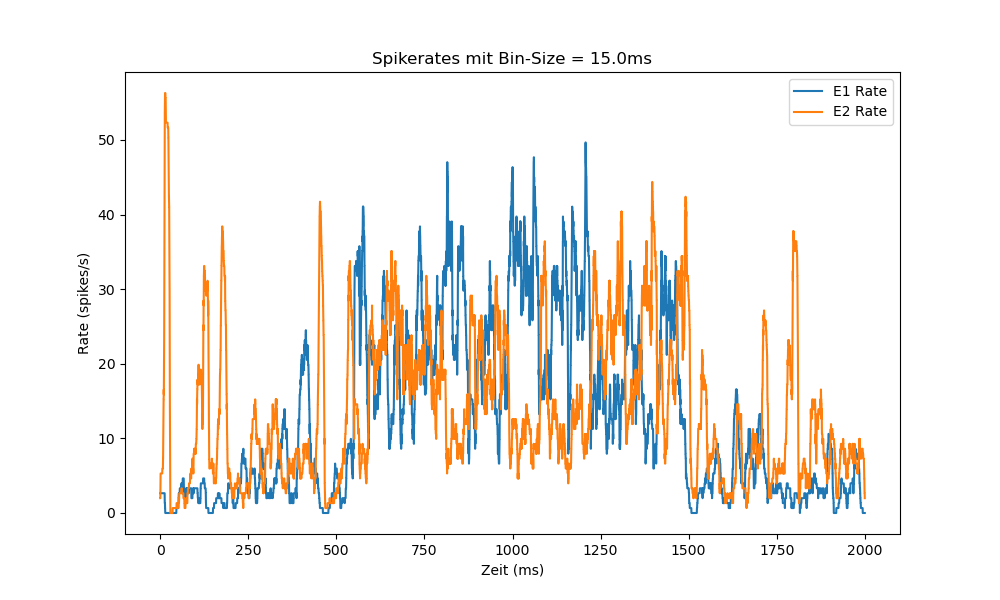 Spikerates mit Bin-Size = 15.0ms
E1 Rate
E2 Rate
Rate (spikes/s)
50
40
30
20
10
0
0 250 500 750 1000 1250 1500 1750 2000
Zeit (ms)